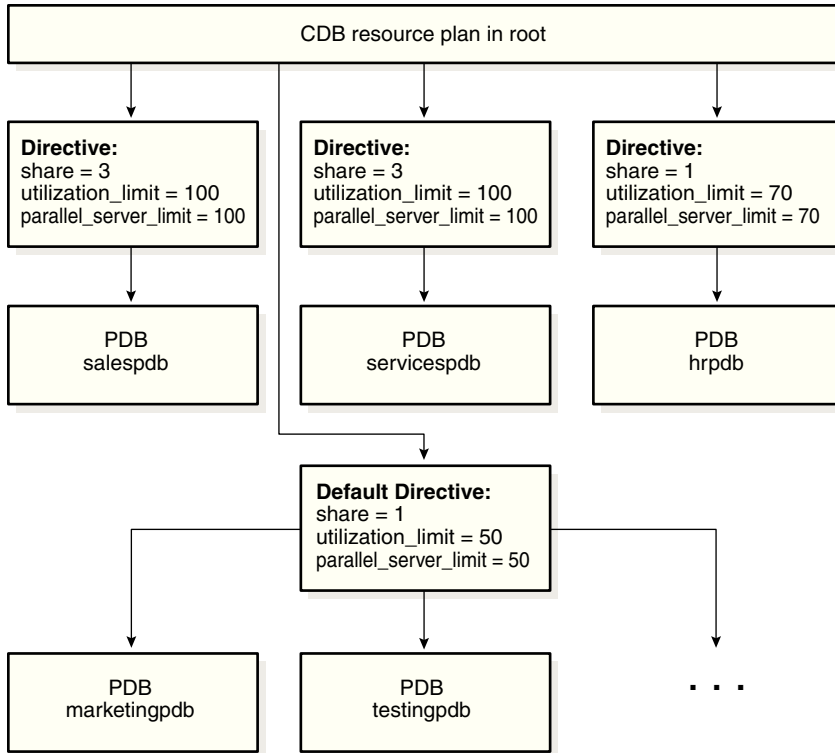 CDB resource plan in root
Directive:
share = 3
utilization_limit = 100
parallel_server_limit = 100
Directive:
share = 3
utilization_limit = 100
parallel_server_limit = 100
Directive:
share = 1
utilization_limit = 70
parallel_server_limit = 70
PDB
salespdb
PDB
servicespdb
PDB
hrpdb
Default Directive:
share = 1
utilization_limit = 50
parallel_server_limit = 50
PDB
marketingpdb
PDB
testingpdb
. . .